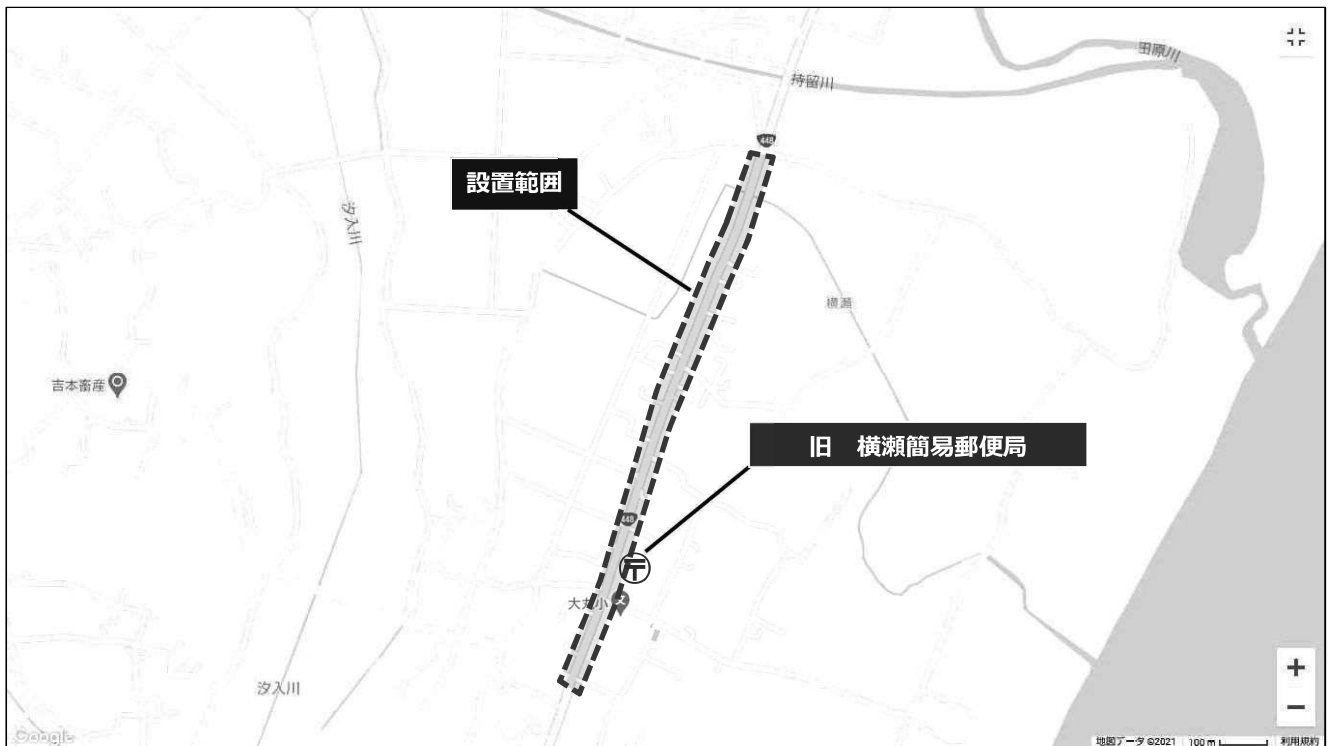 田原川
持留川
448
設置範囲
汐入川
横瀬
吉本畜産
旧 横瀬簡易郵便局
448
大丸小
汐入川
Google
地図データ ©2021
100 m
利用規約